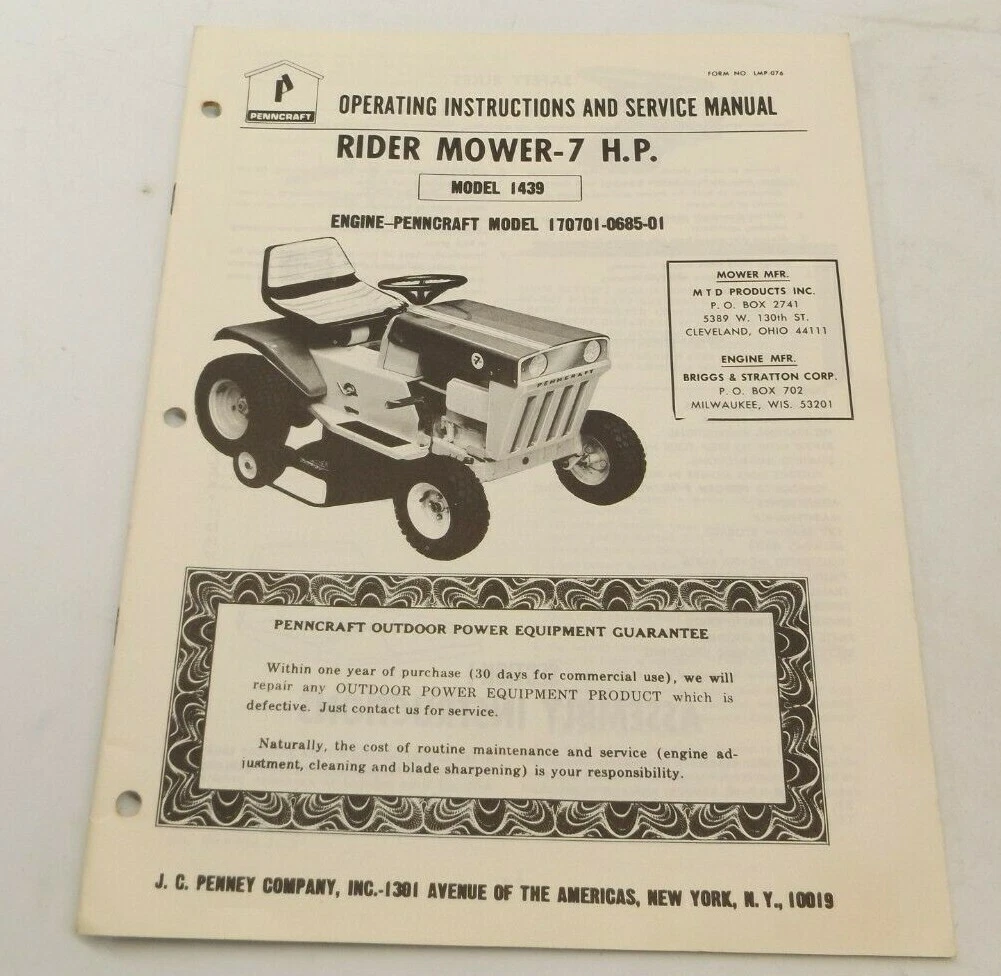 FORM NO. LMP-076
PENNCRAFT
OPERATING INSTRUCTIONS AND SERVICE MANUAL
RIDER MOWER-7 H.P.
MODEL 1439
ENGINE-PENNCRAFT MODEL 170701-0685-01
MOWER MFR.
M T D PRODUCTS INC.
P. O. BOX 2741
5389 W. 130th ST.
CLEVELAND, OHIO 44111
ENGINE MFR.
BRIGGS & STRATTON CORP.
P. O. BOX 702
MILWAUKEE, WIS. 53201
7
PENNCRAFT
PENNCRAFT OUTDOOR POWER EQUIPMENT GUARANTEE
Within one year of purchase (30 days for commercial use), we will
repair any OUTDOOR POWER EQUIPMENT PRODUCT which is
defective. Just contact us for service.
Naturally, the cost of routine maintenance and service (engine ad-
justment, cleaning and blade sharpening) is your responsibility.
J. C. PENNEY COMPANY, INC.-1301 AVENUE OF THE AMERICAS, NEW YORK, N. Y., 10019